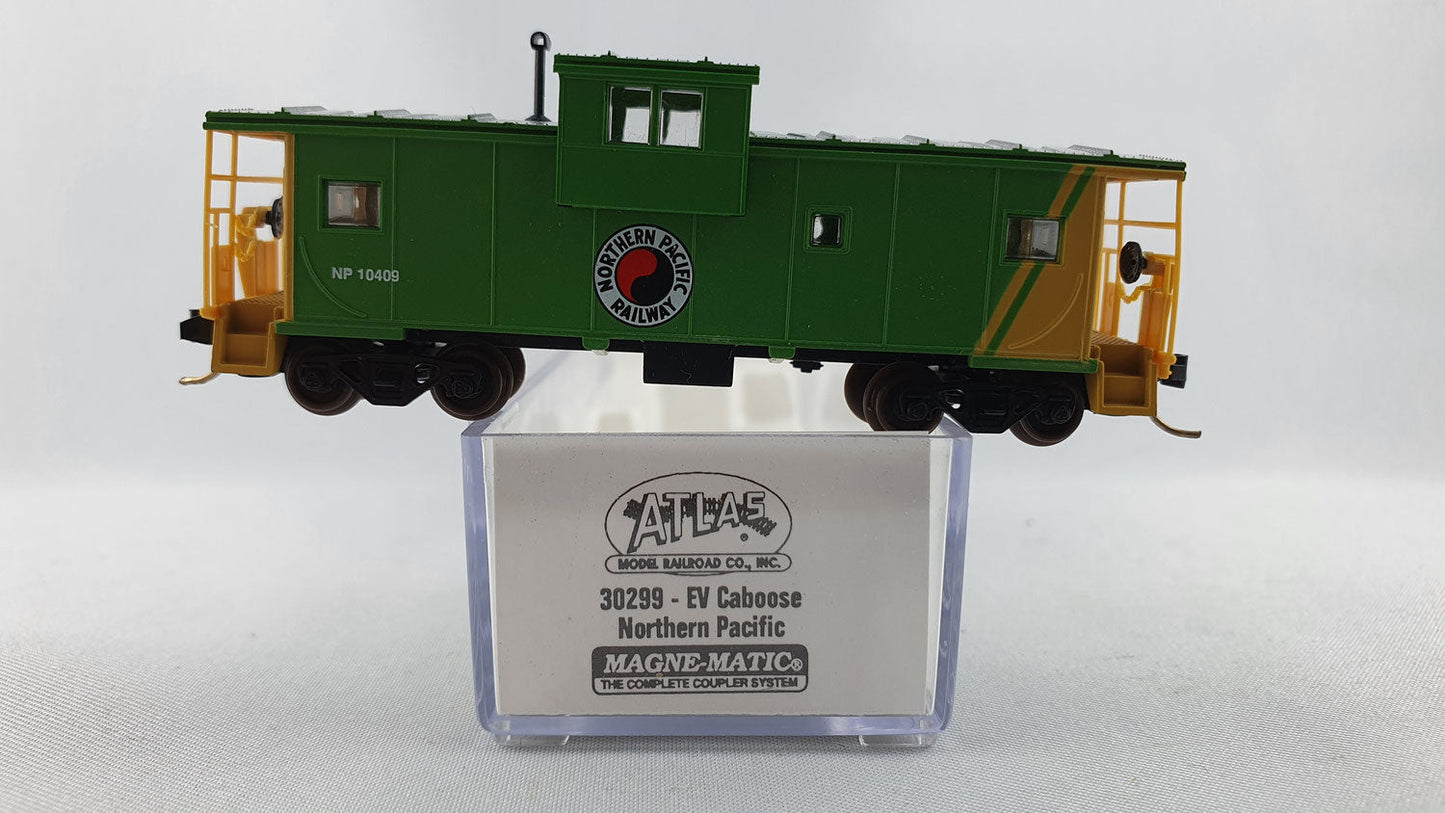 NP 10409
NORTHERN PACIFIC
RAILWAY
ATLAS®
MODEL RAILROAD CO., INC.
30299 - EV Caboose
Northern Pacific
MAGNE-MATIC®
THE COMPLETE COUPLER SYSTEM